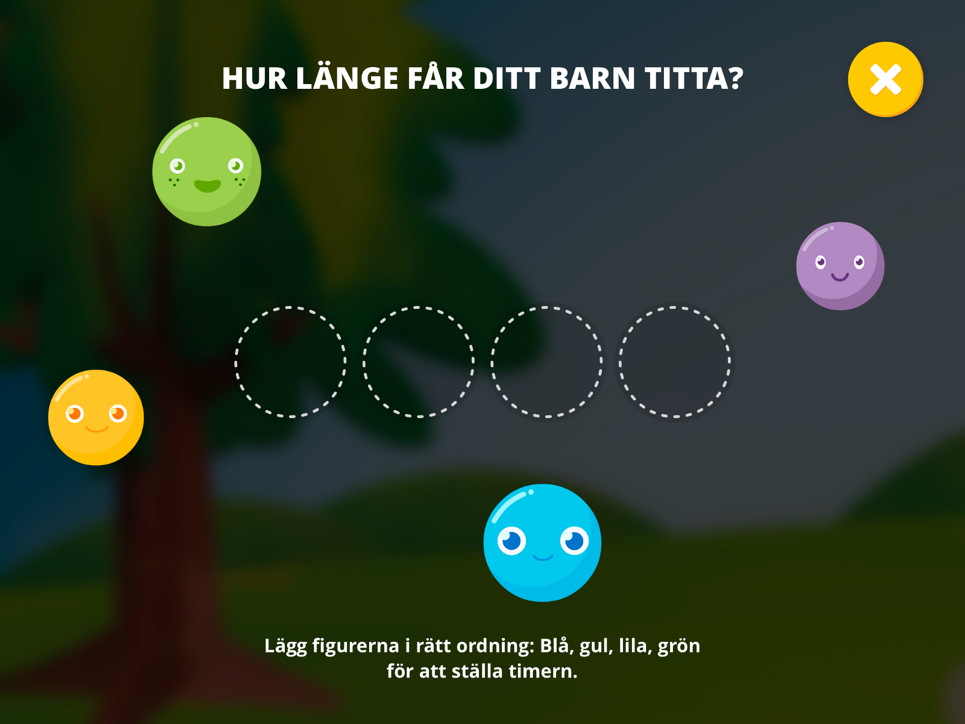 HUR LÄNGE FÅR DITT BARN TITTA?
Lägg figurerna i rätt ordning: Blå, gul, lila, grön
för att ställa timern.